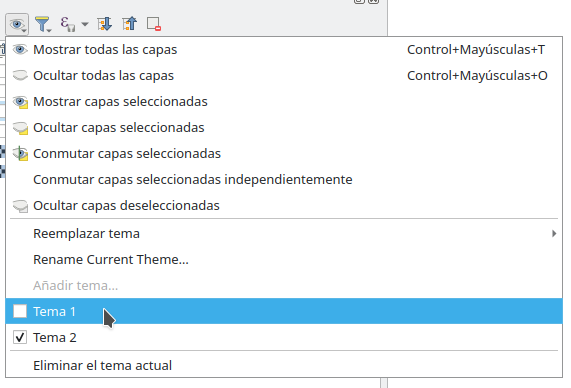 Mostrar todas las capas Control+Mayúsculas+T
Ocultar todas las capas Control+Mayúsculas+O
Mostrar capas seleccionadas
Ocultar capas seleccionadas
Conmutar capas seleccionadas
Conmutar capas seleccionadas independientemente
Ocultar capas deseleccionadas
Reemplazar tema
Rename Current Theme...
Añadir tema...
Tema 1
Tema 2
Eliminar el tema actual